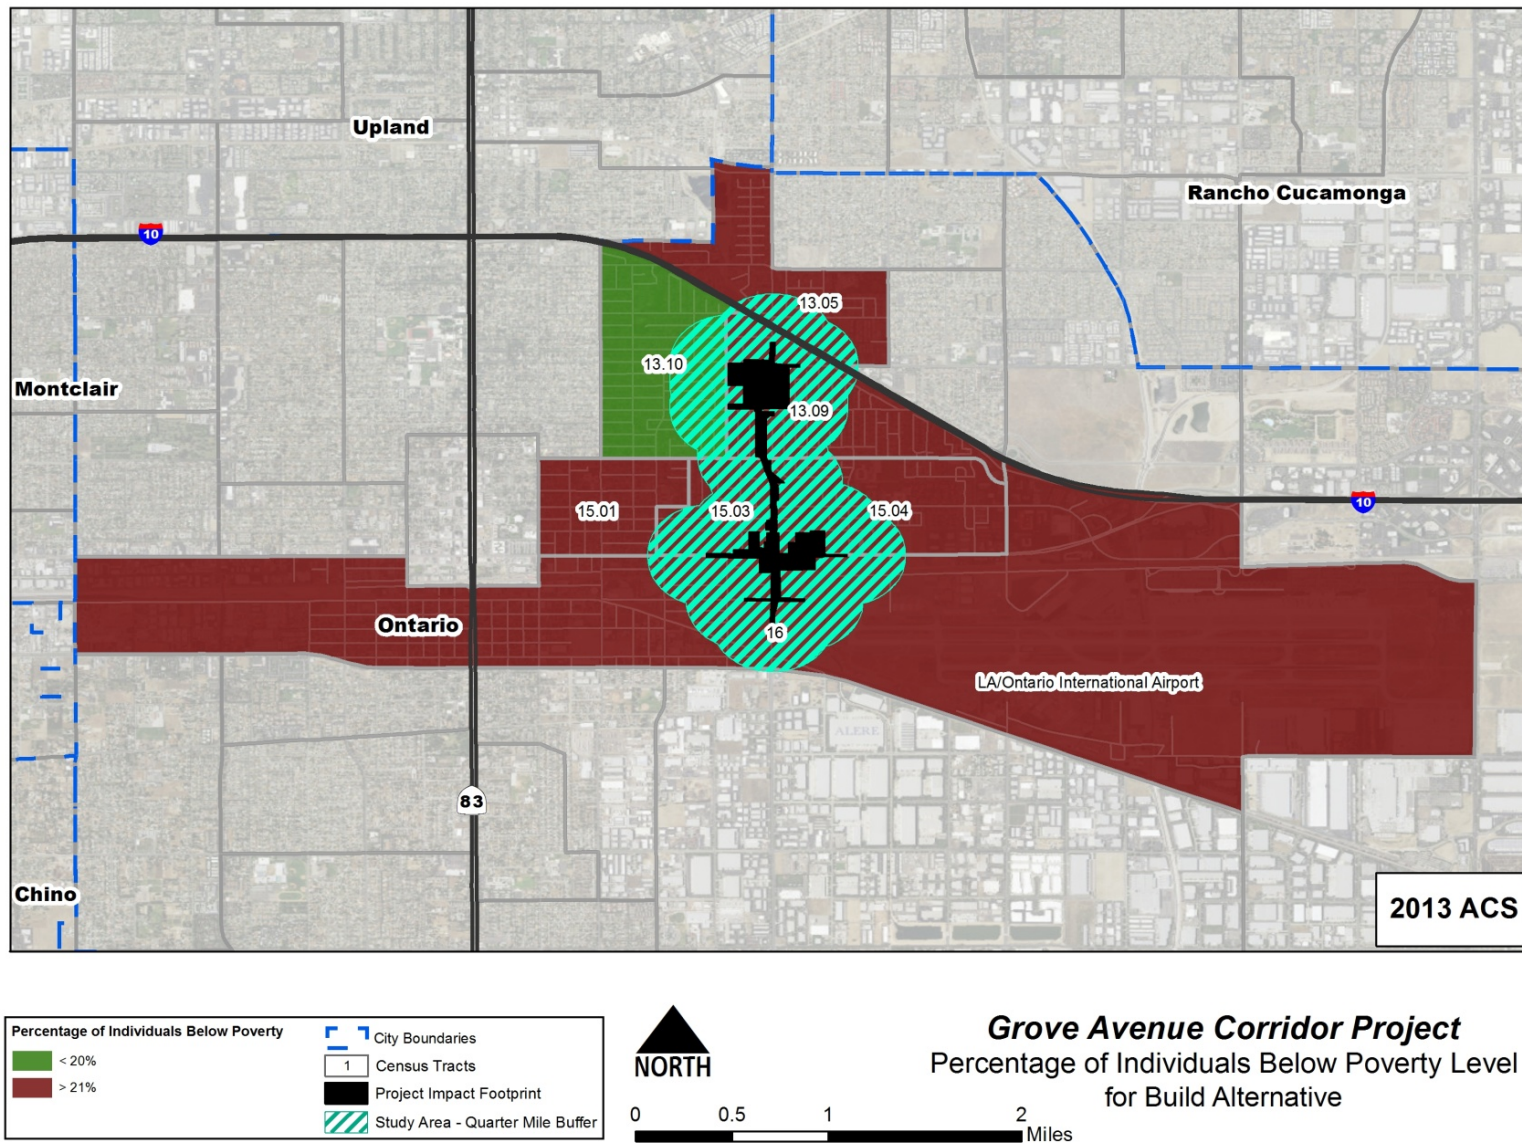 Upland
Rancho Cucamonga
10
13.05
13.10
Montclair
13.09
10
15.01
15.03
15.04
Ontario
16
LA/Ontario International Airport
ALERE
83
Chino
2013 ACS
Percentage of Individuals Below Poverty
< 20%
> 21%
City Boundaries
1 Census Tracts
Project Impact Footprint
Study Area - Quarter Mile Buffer
NORTH
0 0.5 1 2
Miles
Grove Avenue Corridor Project
Percentage of Individuals Below Poverty Level
for Build Alternative